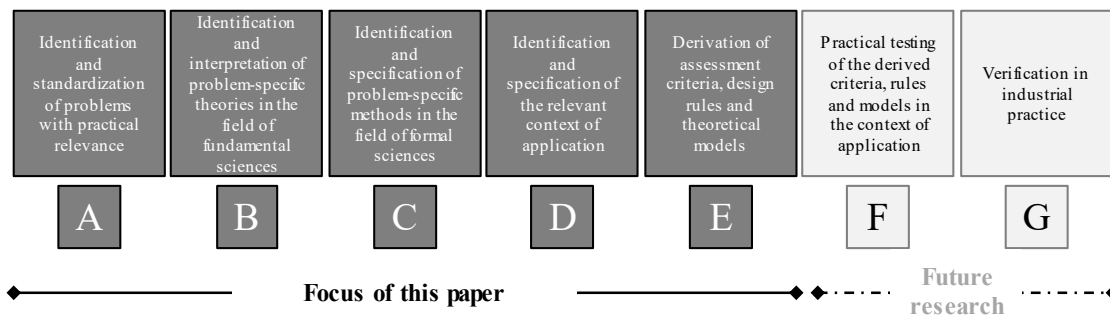 Identification
and
standardization
of problems
with practical
relevance
Identification
and
interpretation of
problem-specific
theories in the
field of
fundamental
sciences
Identification
and
specification of
problem-specific
methods in the
field of formal
sciences
Identification
and
specification of
the relevant
context of
application
Derivation of
assessment
criteria, design
rules and
theoretical
models
Practical testing
of the derived
criteria, rules
and models in
the context of
application
Verification in
industrial
practice
A
B
C
D
E
F
G
Focus of this paper
Future
research